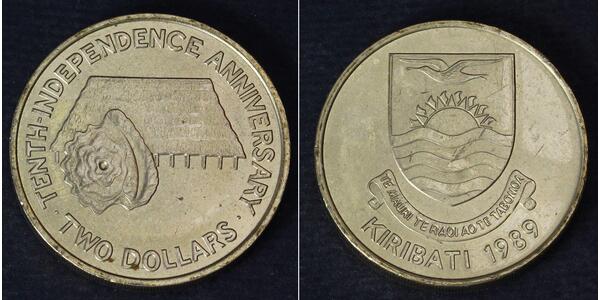 · TENTH-INDEPENDENCE ANNIVERSARY ·
TWO DOLLARS
TE MAURI TE RAOI AO TE TABOMOA
KIRIBATI 1989